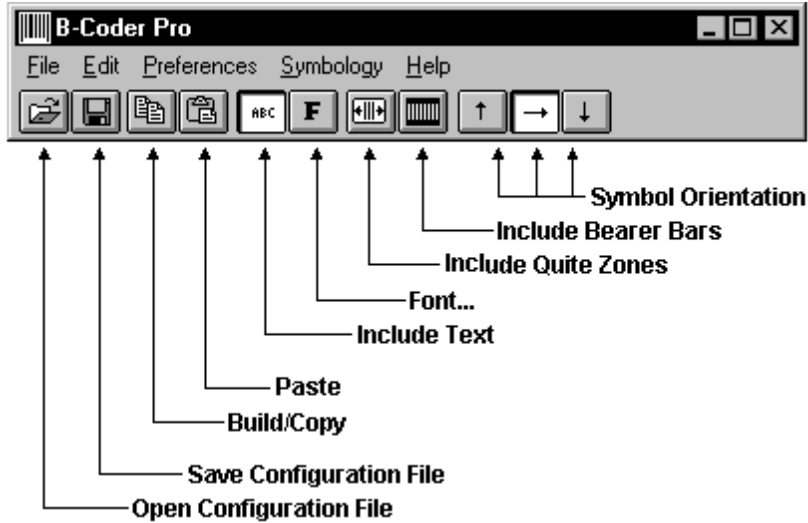 B-Coder Pro
File Edit Preferences Symbology Help
ABC F
Symbol Orientation
Include Bearer Bars
Include Quite Zones
Font...
Include Text
Paste
Build/Copy
Save Configuration File
Open Configuration File